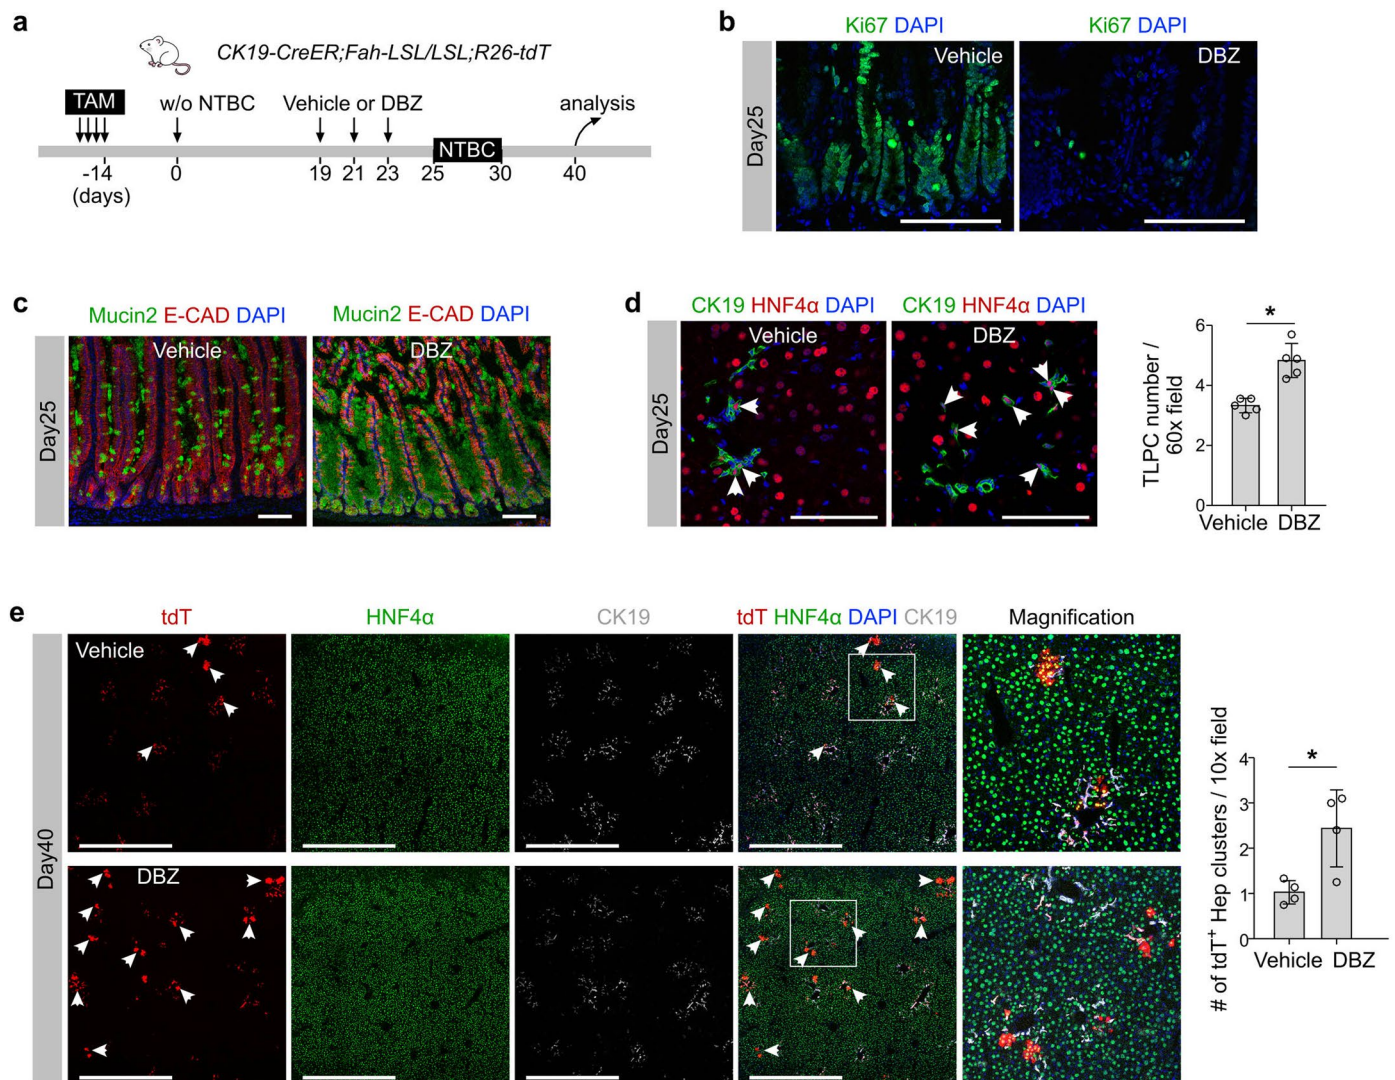 a
CK19-CreER;Fah-LSL/LSL;R26-tdT
TAM
w/o NTBC
Vehicle or DBZ
analysis
NTBC
-14 0 19 21 23 25 30 40
(days)
b
Ki67 DAPI
Ki67 DAPI
Day25
Vehicle
DBZ
c
Mucin2 E-CAD DAPI
Mucin2 E-CAD DAPI
Day25
Vehicle
DBZ
d
CK19 HNF4α DAPI
CK19 HNF4α DAPI
Day25
Vehicle
DBZ
TLPC number /
60x field
6
4
2
0
*
Vehicle DBZ
e
tdT
HNF4α
CK19
tdT HNF4α DAPI CK19
Magnification
Day40
Vehicle
DBZ
# of tdT⁺ Hep clusters / 10x field
4
3
2
1
0
*
Vehicle DBZ